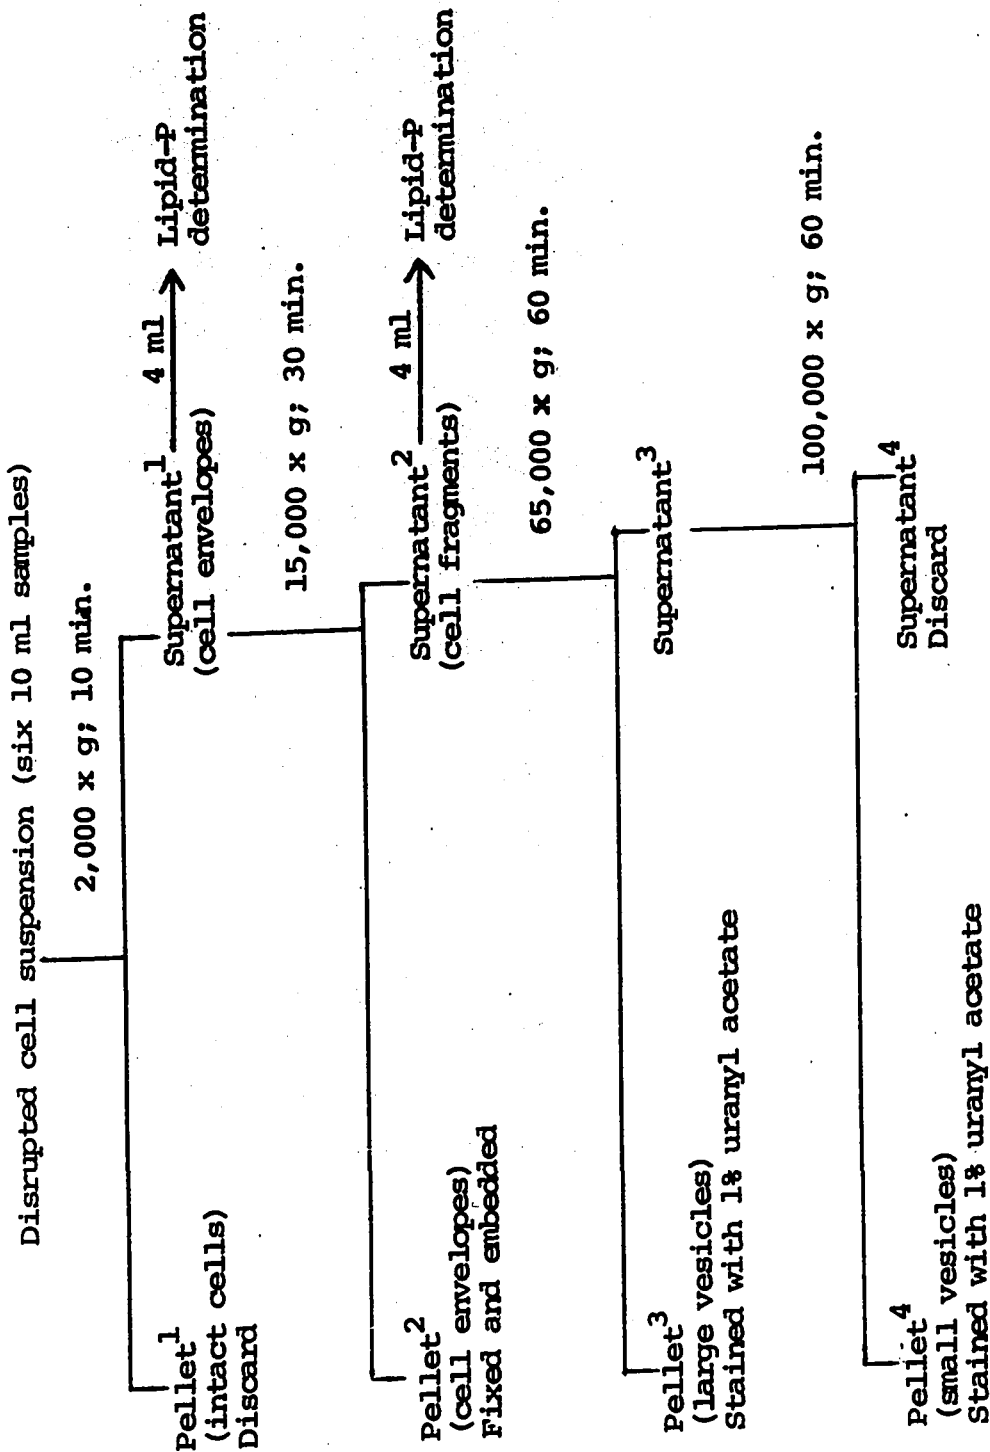 Disrupted cell suspension (six 10 ml samples)
2,000 x g; 10 min.
Pellet¹
(intact cells)
Discard
Supernatant¹
(cell envelopes)
4 ml
Lipid-P
determination
15,000 x g; 30 min.
Pellet²
(cell envelopes)
Fixed and embedded
Supernatant²
(cell fragments)
4 ml
Lipid-P
determination
65,000 x g; 60 min.
Pellet³
(large vesicles)
Stained with 1% uranyl acetate
Supernatant³
100,000 x g; 60 min.
Pellet⁴
(small vesicles)
Stained with 1% uranyl acetate
Supernatant⁴
Discard